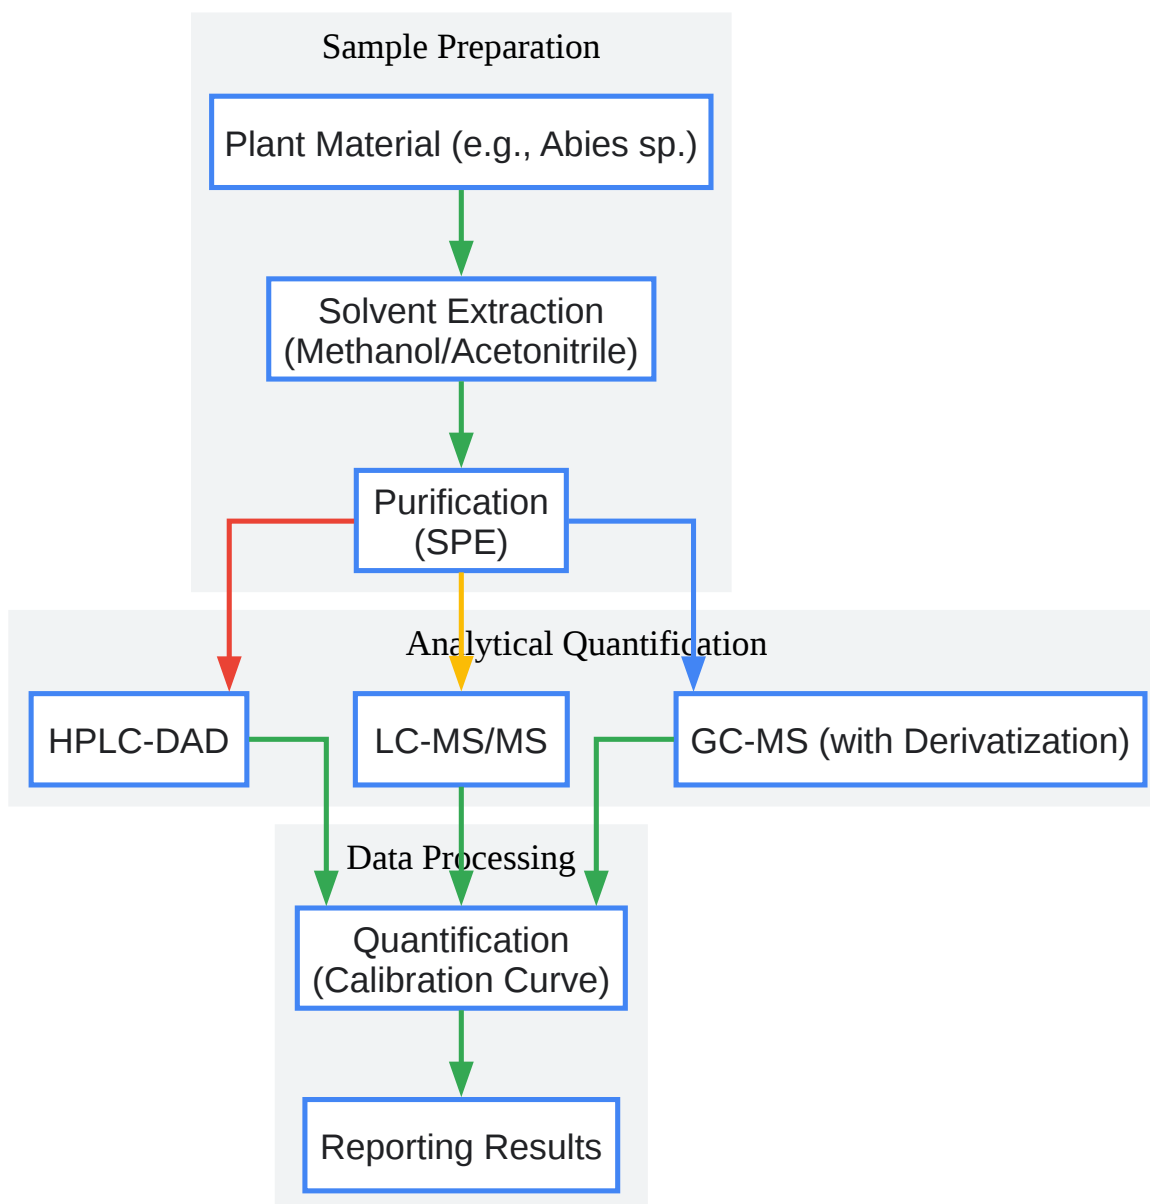 Sample Preparation
Plant Material (e.g., Abies sp.)
Solvent Extraction
(Methanol/Acetonitrile)
Purification
(SPE)
Analytical Quantification
HPLC-DAD
LC-MS/MS
GC-MS (with Derivatization)
Data Processing
Quantification
(Calibration Curve)
Reporting Results